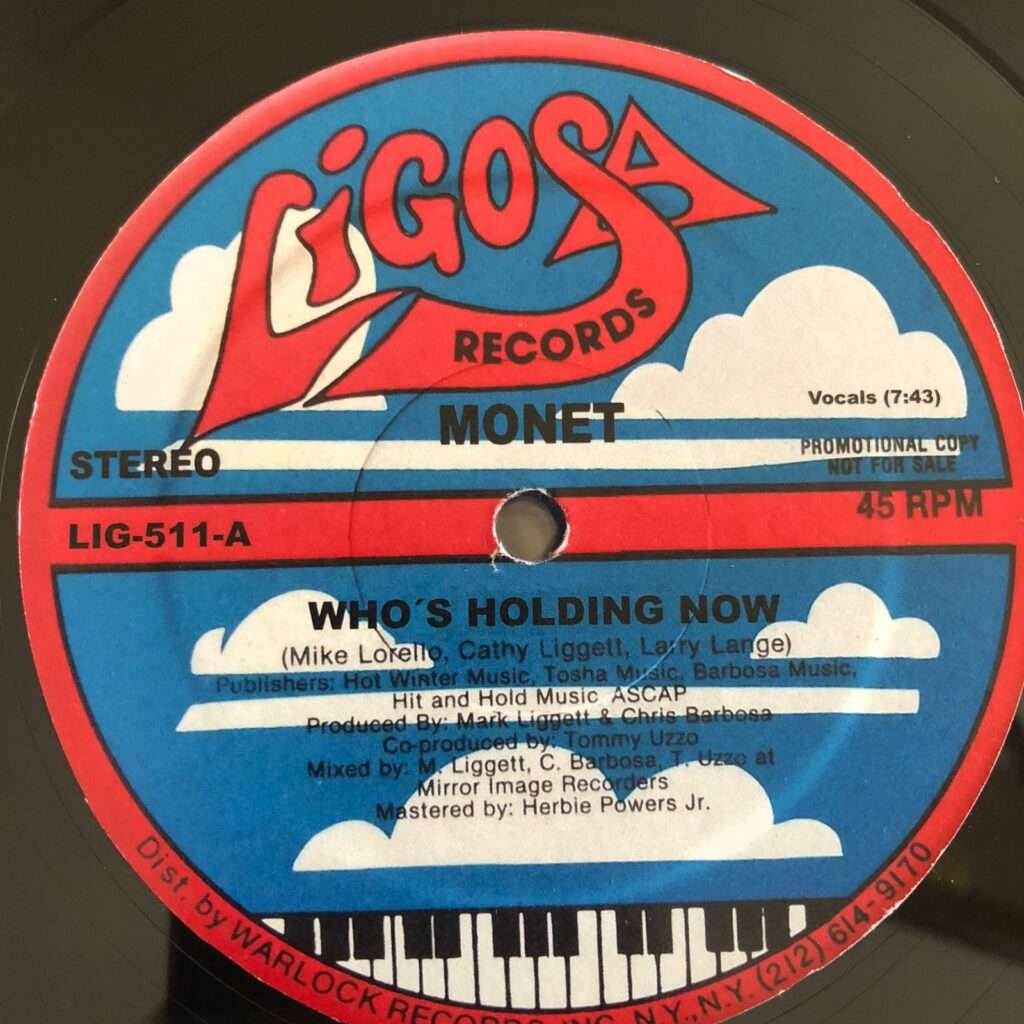 LIGOSA
RECORDS
MONET
Vocals (7:43)
STEREO
PROMOTIONAL COPY
NOT FOR SALE
45 RPM
LIG-511-A
WHO´S HOLDING NOW
(Mike Lorello, Cathy Liggett, Larry Lange)
Publishers: Hot Winter Music, Tosha Music, Barbosa Music,
Hit and Hold Music ASCAP
Produced By: Mark Liggett & Chris Barbosa
Co-produced by: Tommy Uzzo
Mixed by: M. Liggett, C. Barbosa, T. Uzzo at
Mirror Image Recorders
Mastered by: Herbie Powers Jr.
Dist. by WARLOCK RECORDS, INC. N.Y., N.Y. (212) 614-9170